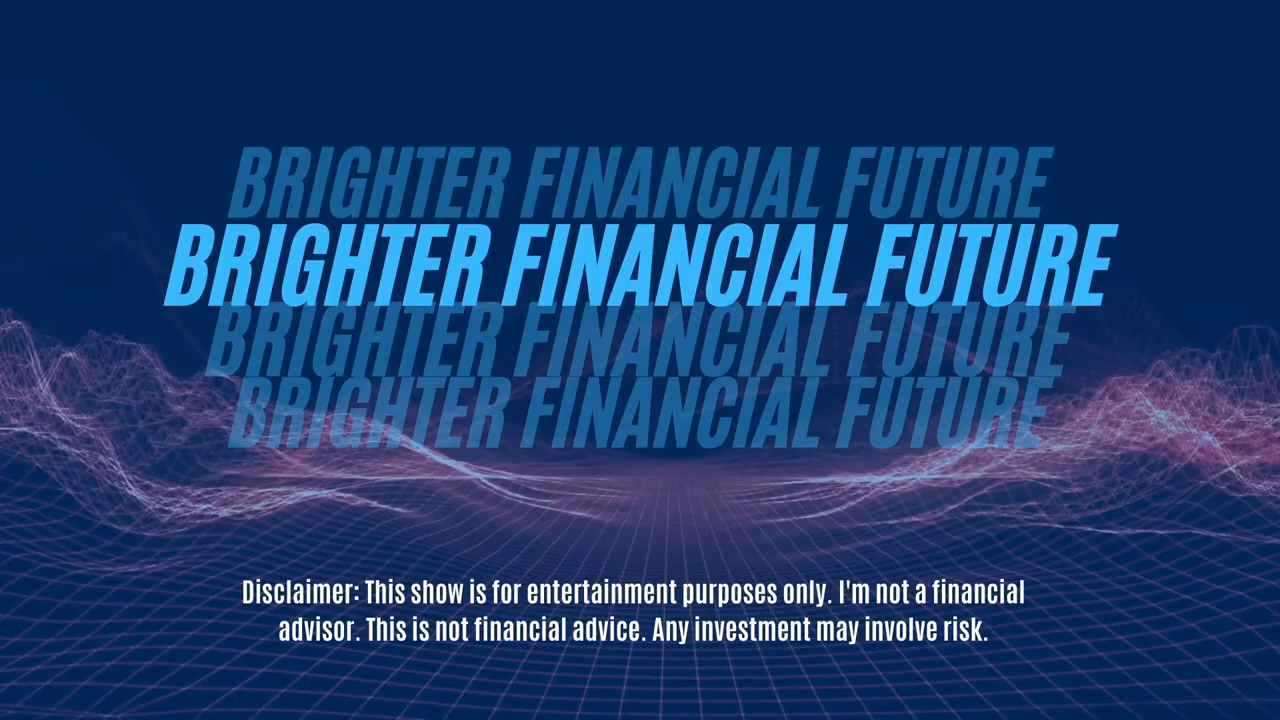 BRIGHTER FINANCIAL FUTURE
BRIGHTER FINANCIAL FUTURE
BRIGHTER FINANCIAL FUTURE
BRIGHTER FINANCIAL FUTURE
Disclaimer: This show is for entertainment purposes only. I'm not a financial
advisor. This is not financial advice. Any investment may involve risk.